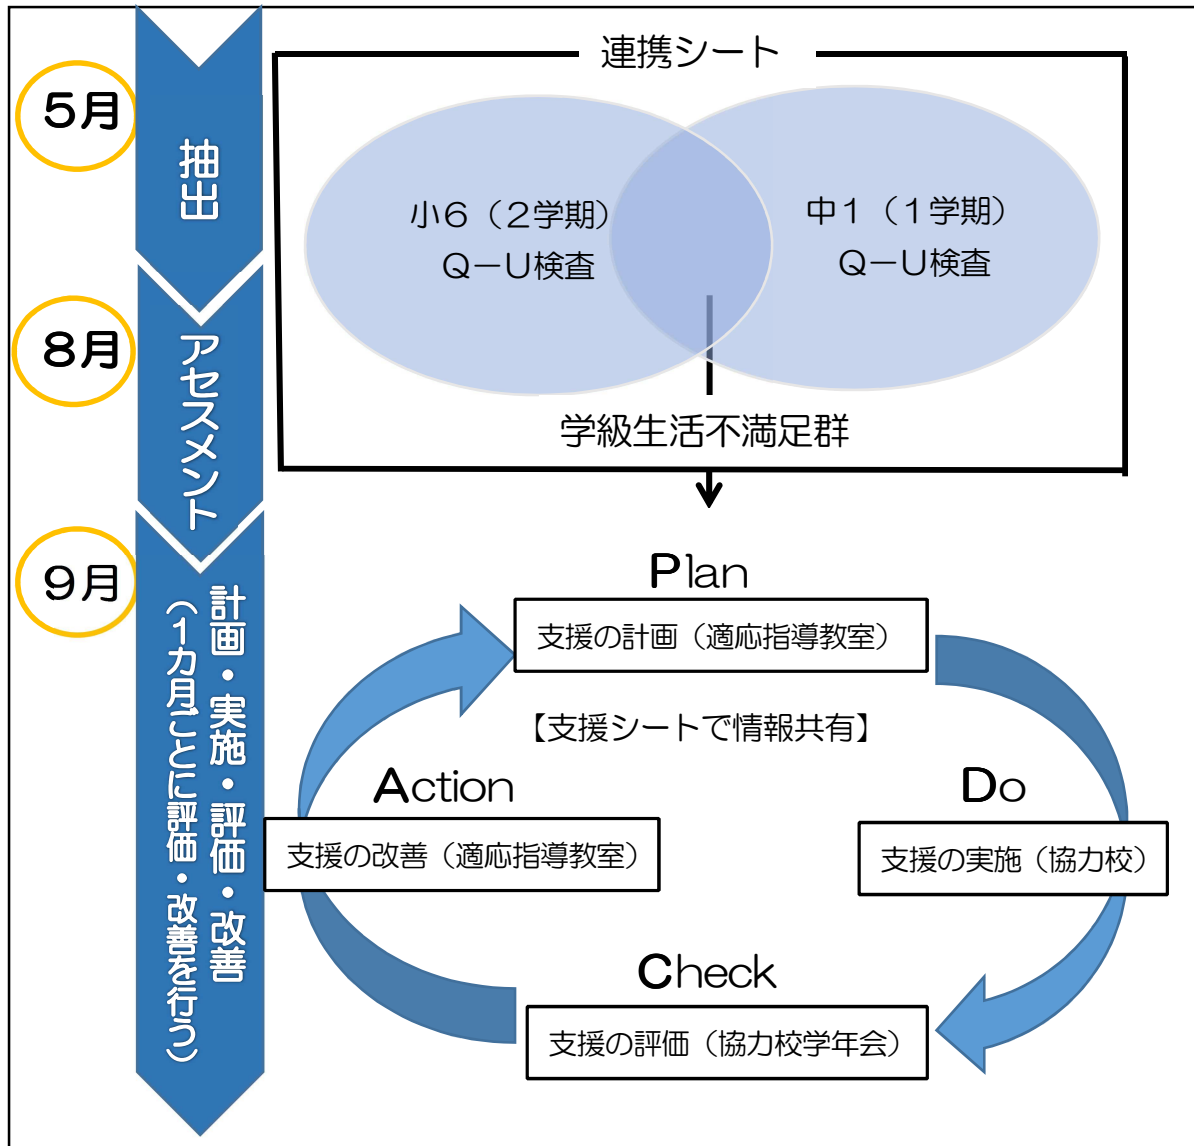 5月
抽出
8月
アセスメント
9月
計画・実施・評価・改善
（１カ月ごとに評価・改善を行う）
連携シート
小６（２学期）
Ｑ－Ｕ検査
中１（１学期）
Ｑ－Ｕ検査
学級生活不満足群
Plan
支援の計画（適応指導教室）
【支援シートで情報共有】
Action
支援の改善（適応指導教室）
Do
支援の実施（協力校）
Check
支援の評価（協力校学年会）